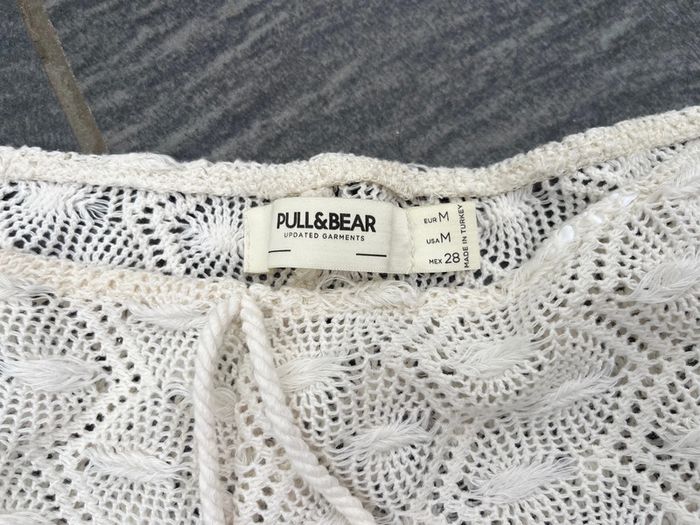 PULL&BEAR
UPDATED GARMENTS
EUR M
USA M
MEX 28
MADE IN TURKEY